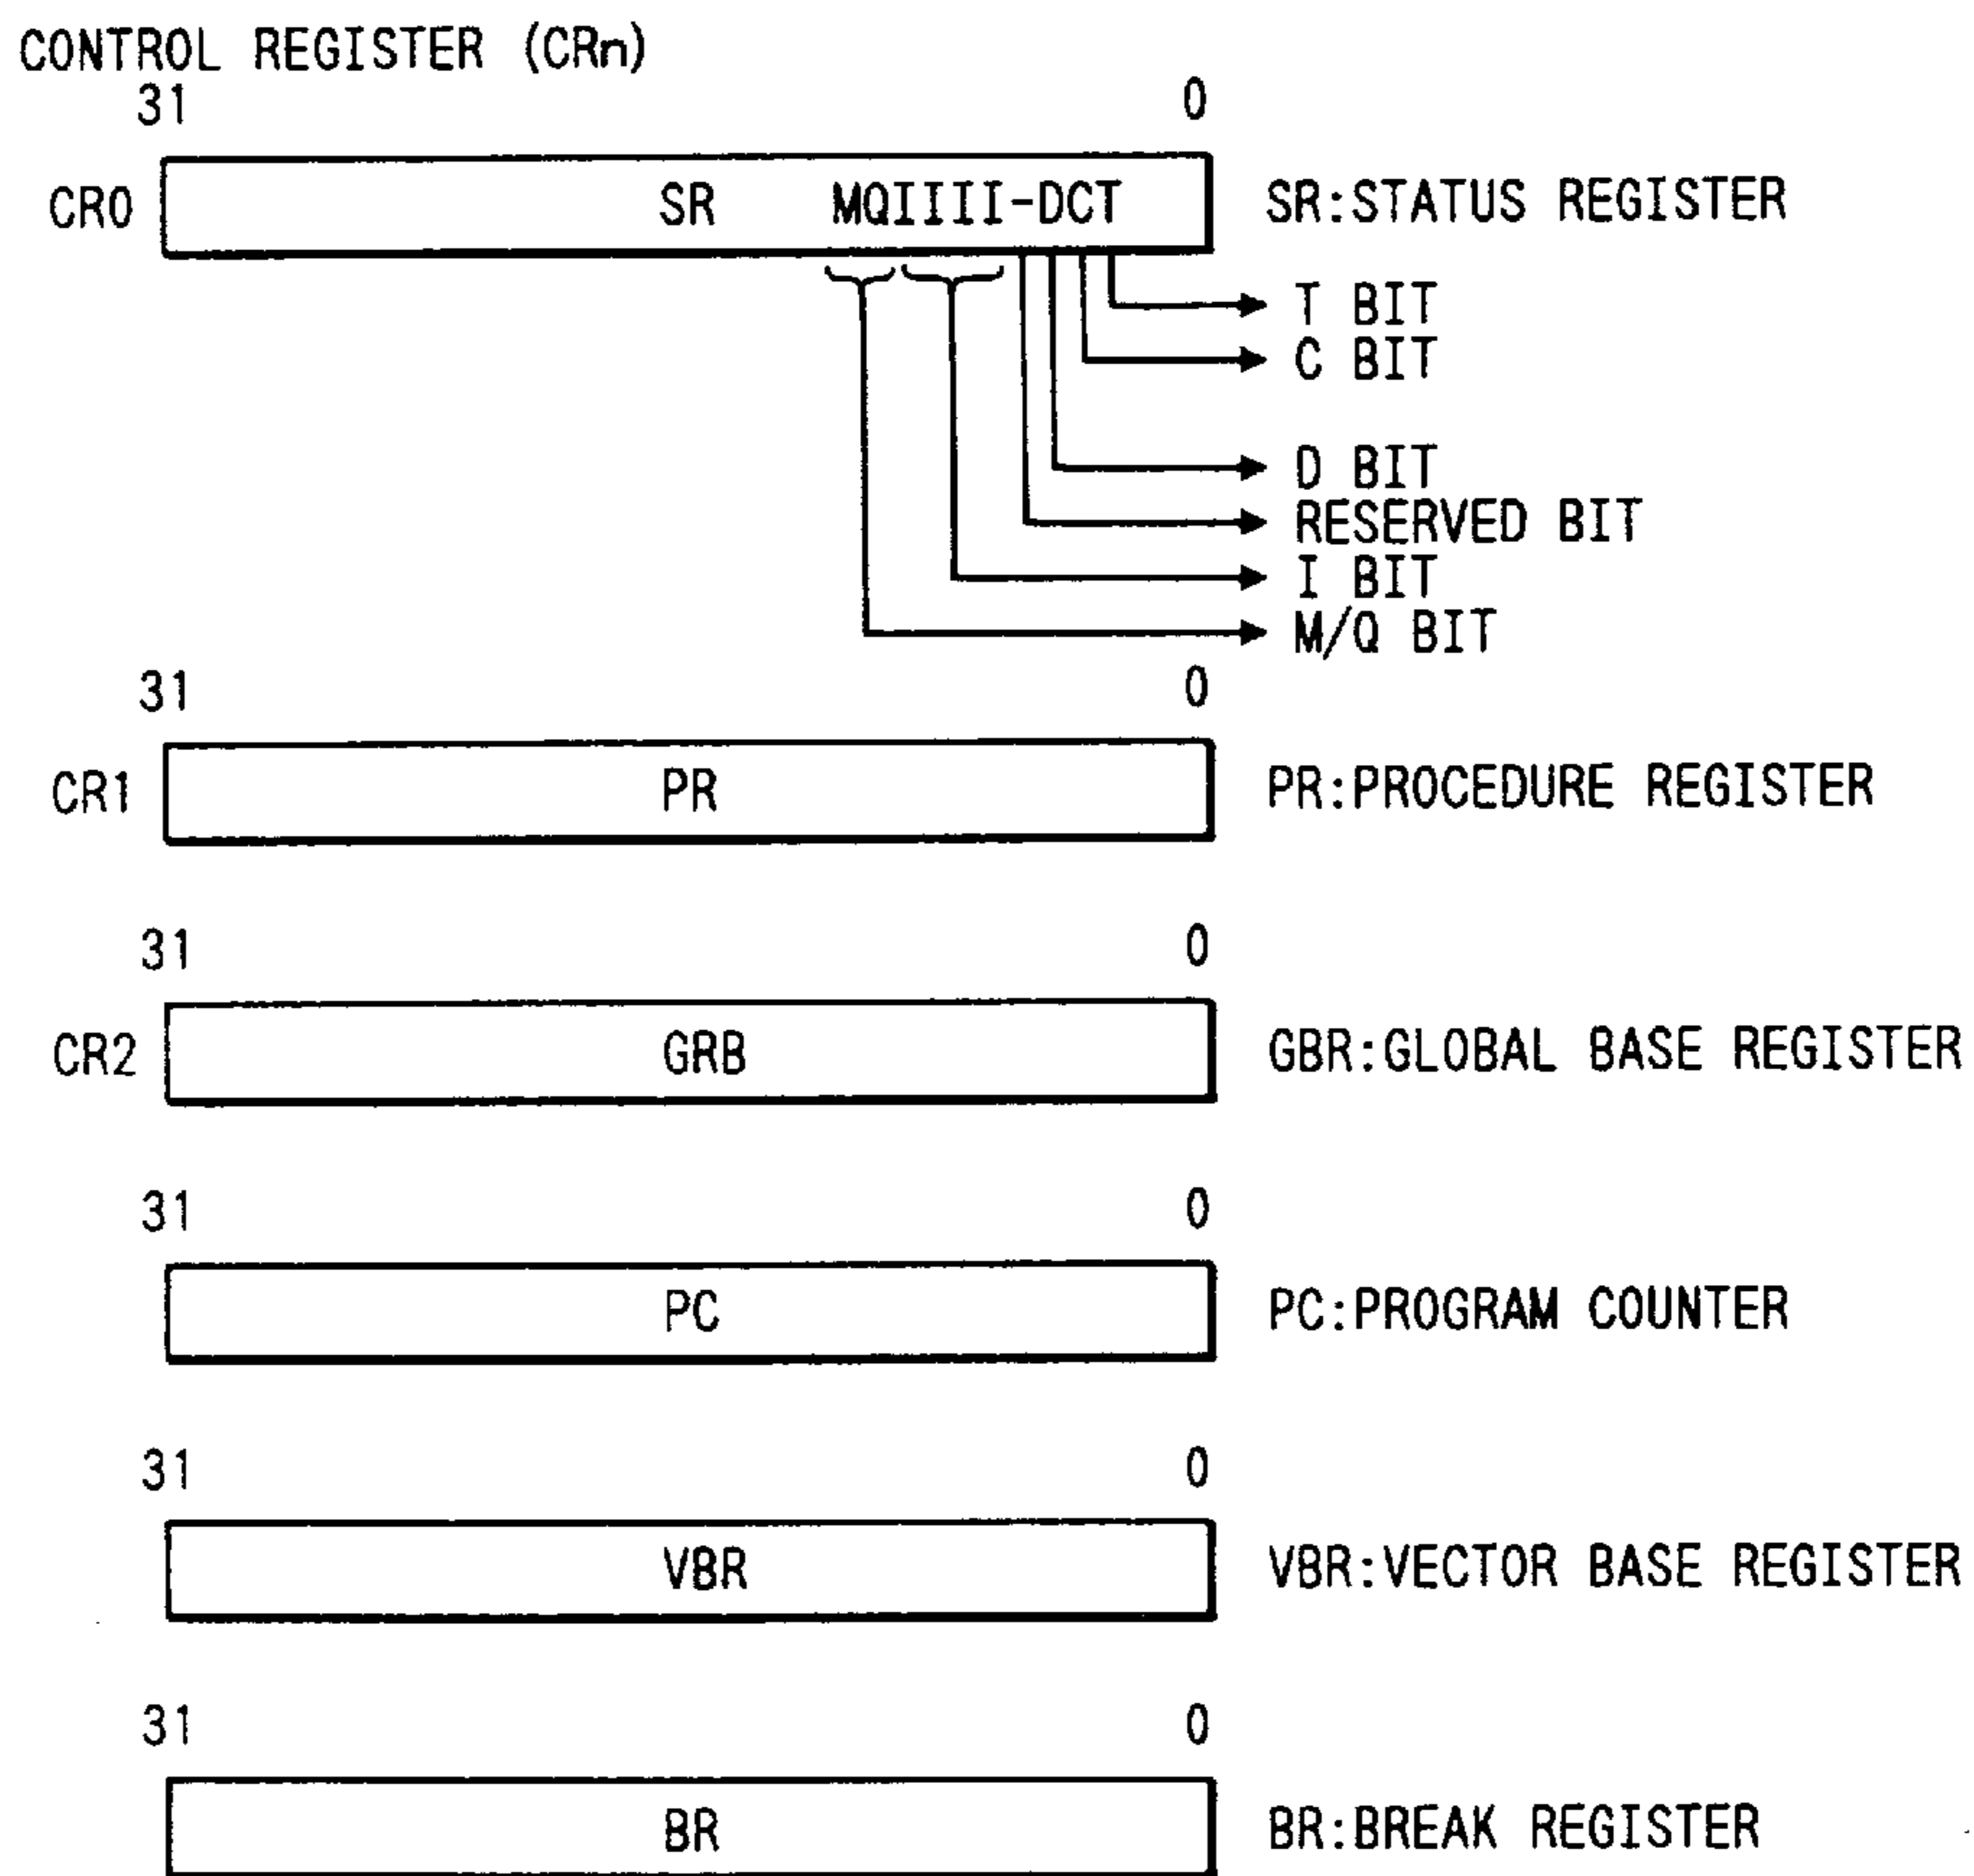 CONTROL REGISTER (CRn)
31 0
CR0 SR MQIIII-DCT SR:STATUS REGISTER
T BIT
C BIT
D BIT
RESERVED BIT
I BIT
M/Q BIT
31 0
CR1 PR PR:PROCEDURE REGISTER
31 0
CR2 GRB GBR:GLOBAL BASE REGISTER
31 0
PC PC:PROGRAM COUNTER
31 0
VBR VBR:VECTOR BASE REGISTER
31 0
BR BR:BREAK REGISTER